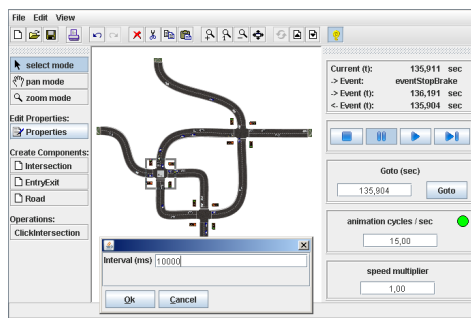 File Edit View
select mode
pan mode
zoom mode
Edit Properties:
Properties
Create Components:
Intersection
EntryExit
Road
Operations:
ClickIntersection
Interval (ms) 10000
Ok Cancel
Current (t): 135,911 sec
-> Event: eventStopBrake
-> Event (t): 136,191 sec
<- Event (t): 135,904 sec
Goto (sec)
135,904 Goto
animation cycles / sec
15,00
speed multiplier
1,00